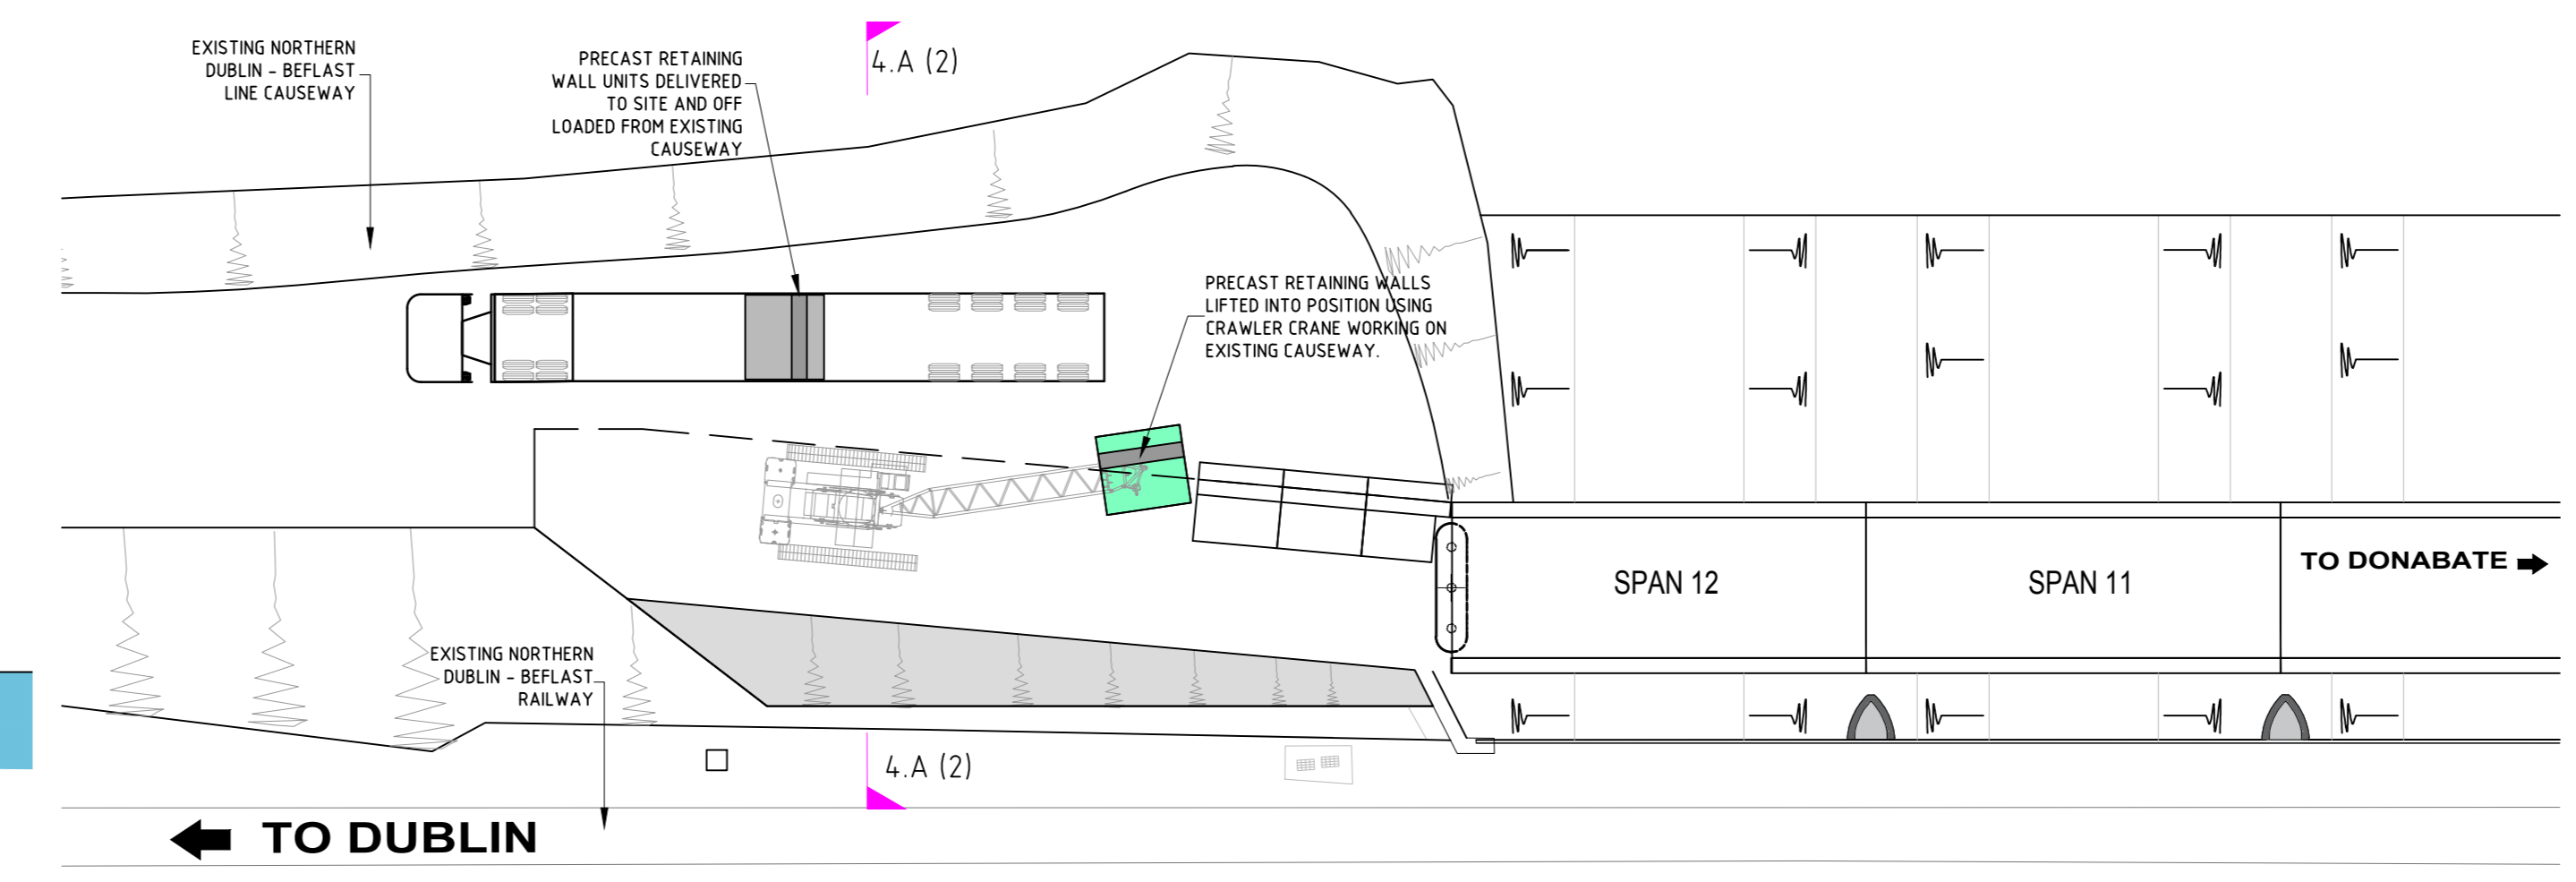 EXISTING NORTHERN
DUBLIN - BEFLAST
LINE CAUSEWAY
PRECAST RETAINING
WALL UNITS DELIVERED
TO SITE AND OFF
LOADED FROM EXISTING
CAUSEWAY
4.A (2)
PRECAST RETAINING WALLS
LIFTED INTO POSITION USING
CRAWLER CRANE WORKING ON
EXISTING CAUSEWAY.
SPAN 12
SPAN 11
TO DONABATE
EXISTING NORTHERN
DUBLIN - BEFLAST
RAILWAY
4.A (2)
TO DUBLIN